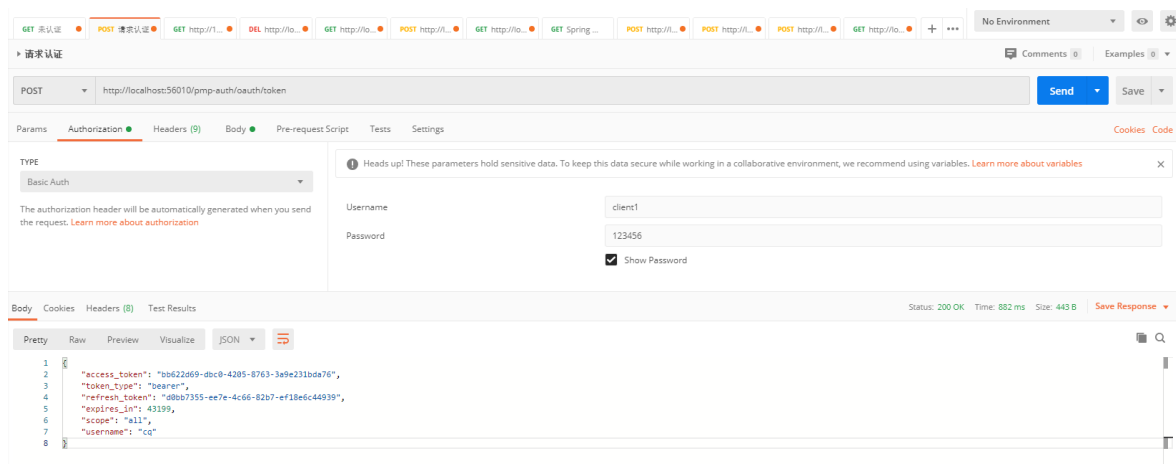 GET 未认证 POST 请求认证 GET http://1... DEL http://lo... GET http://lo... POST http://l... GET http://lo... GET Spring ... POST http://l... POST http://l... POST http://l... GET http://lo... + ••• No Environment
请求认证 Comments 0 Examples 0
POST http://localhost:56010/pmp-auth/oauth/token Send Save
Params Authorization Headers (9) Body Pre-request Script Tests Settings Cookies Code
TYPE
Heads up! These parameters hold sensitive data. To keep this data secure while working in a collaborative environment, we recommend using variables. Learn more about variables
Basic Auth
The authorization header will be automatically generated when you send
the request. Learn more about authorization
Username client1
Password 123456
Show Password
Body Cookies Headers (8) Test Results Status: 200 OK Time: 882 ms Size: 443 B Save Response
Pretty Raw Preview Visualize JSON
1 {
2 "access_token": "bb622d69-dbc0-4205-8763-3a9e231bda76",
3 "token_type": "bearer",
4 "refresh_token": "d0bb7355-ee7e-4c66-82b7-ef18e6c44939",
5 "expires_in": 43199,
6 "scope": "all",
7 "username": "cq"
8 }